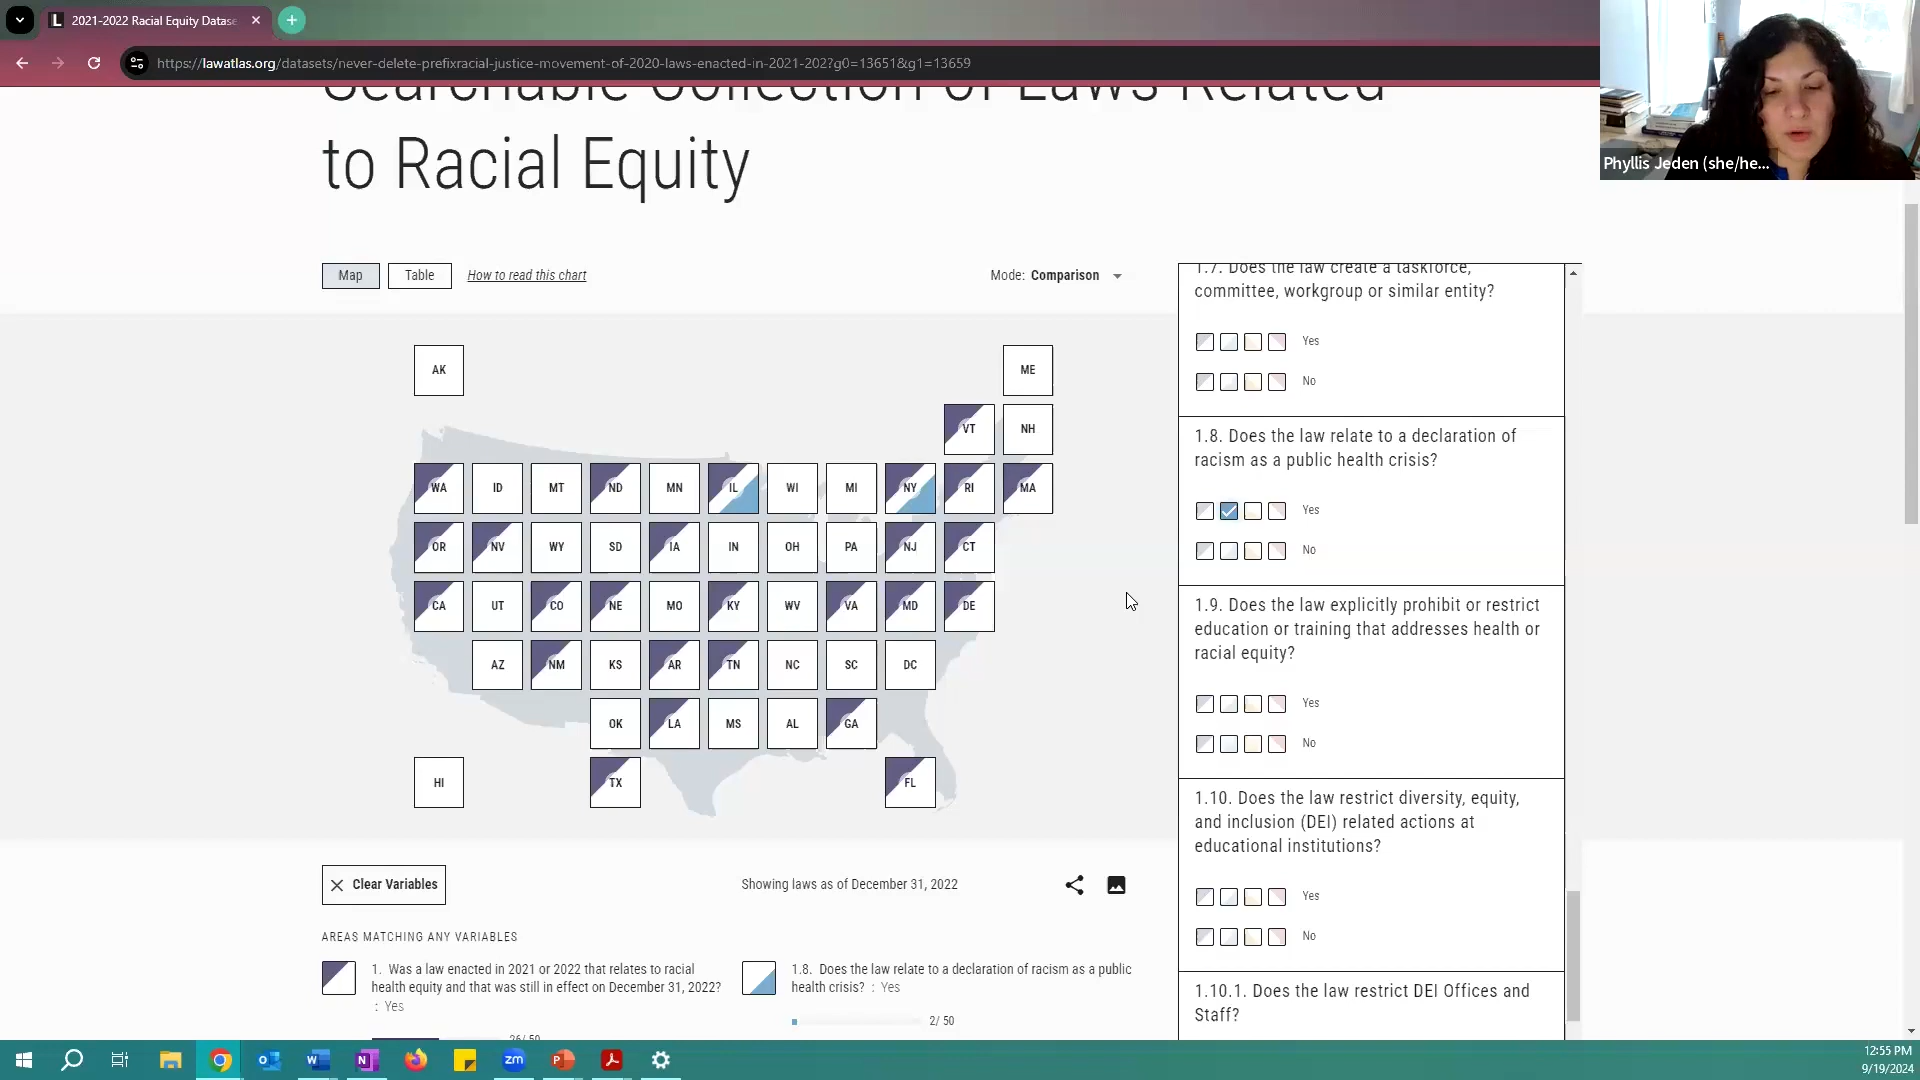 2021-2022 Racial Equity Datase
https://lawatlas.org/datasets/never-delete-prefixracial-justice-movement-of-2020-laws-enacted-in-2021-202?g0=13651&g1=13659
Phyllis Jeden (she/he...
Searchable Collection of Laws Related
to Racial Equity
Map
Table
How to read this chart
Mode: Comparison
AK
ME
VT
NH
WA
ID
MT
ND
MN
IL
WI
MI
NY
RI
MA
OR
NV
WY
SD
IA
IN
OH
PA
NJ
CT
CA
UT
CO
NE
MO
KY
WV
VA
MD
DE
AZ
NM
KS
AR
TN
NC
SC
DC
OK
LA
MS
AL
GA
HI
TX
FL
Clear Variables
Showing laws as of December 31, 2022
AREAS MATCHING ANY VARIABLES
1. Was a law enacted in 2021 or 2022 that relates to racial
health equity and that was still in effect on December 31, 2022?
: Yes
26/ 50
1.8. Does the law relate to a declaration of racism as a public
health crisis? : Yes
2/ 50
1.7. Does the law create a taskforce,
committee, workgroup or similar entity?
Yes
No
1.8. Does the law relate to a declaration of
racism as a public health crisis?
Yes
No
1.9. Does the law explicitly prohibit or restrict
education or training that addresses health or
racial equity?
Yes
No
1.10. Does the law restrict diversity, equity,
and inclusion (DEI) related actions at
educational institutions?
Yes
No
1.10.1. Does the law restrict DEI Offices and
Staff?
12:55 PM
9/19/2024